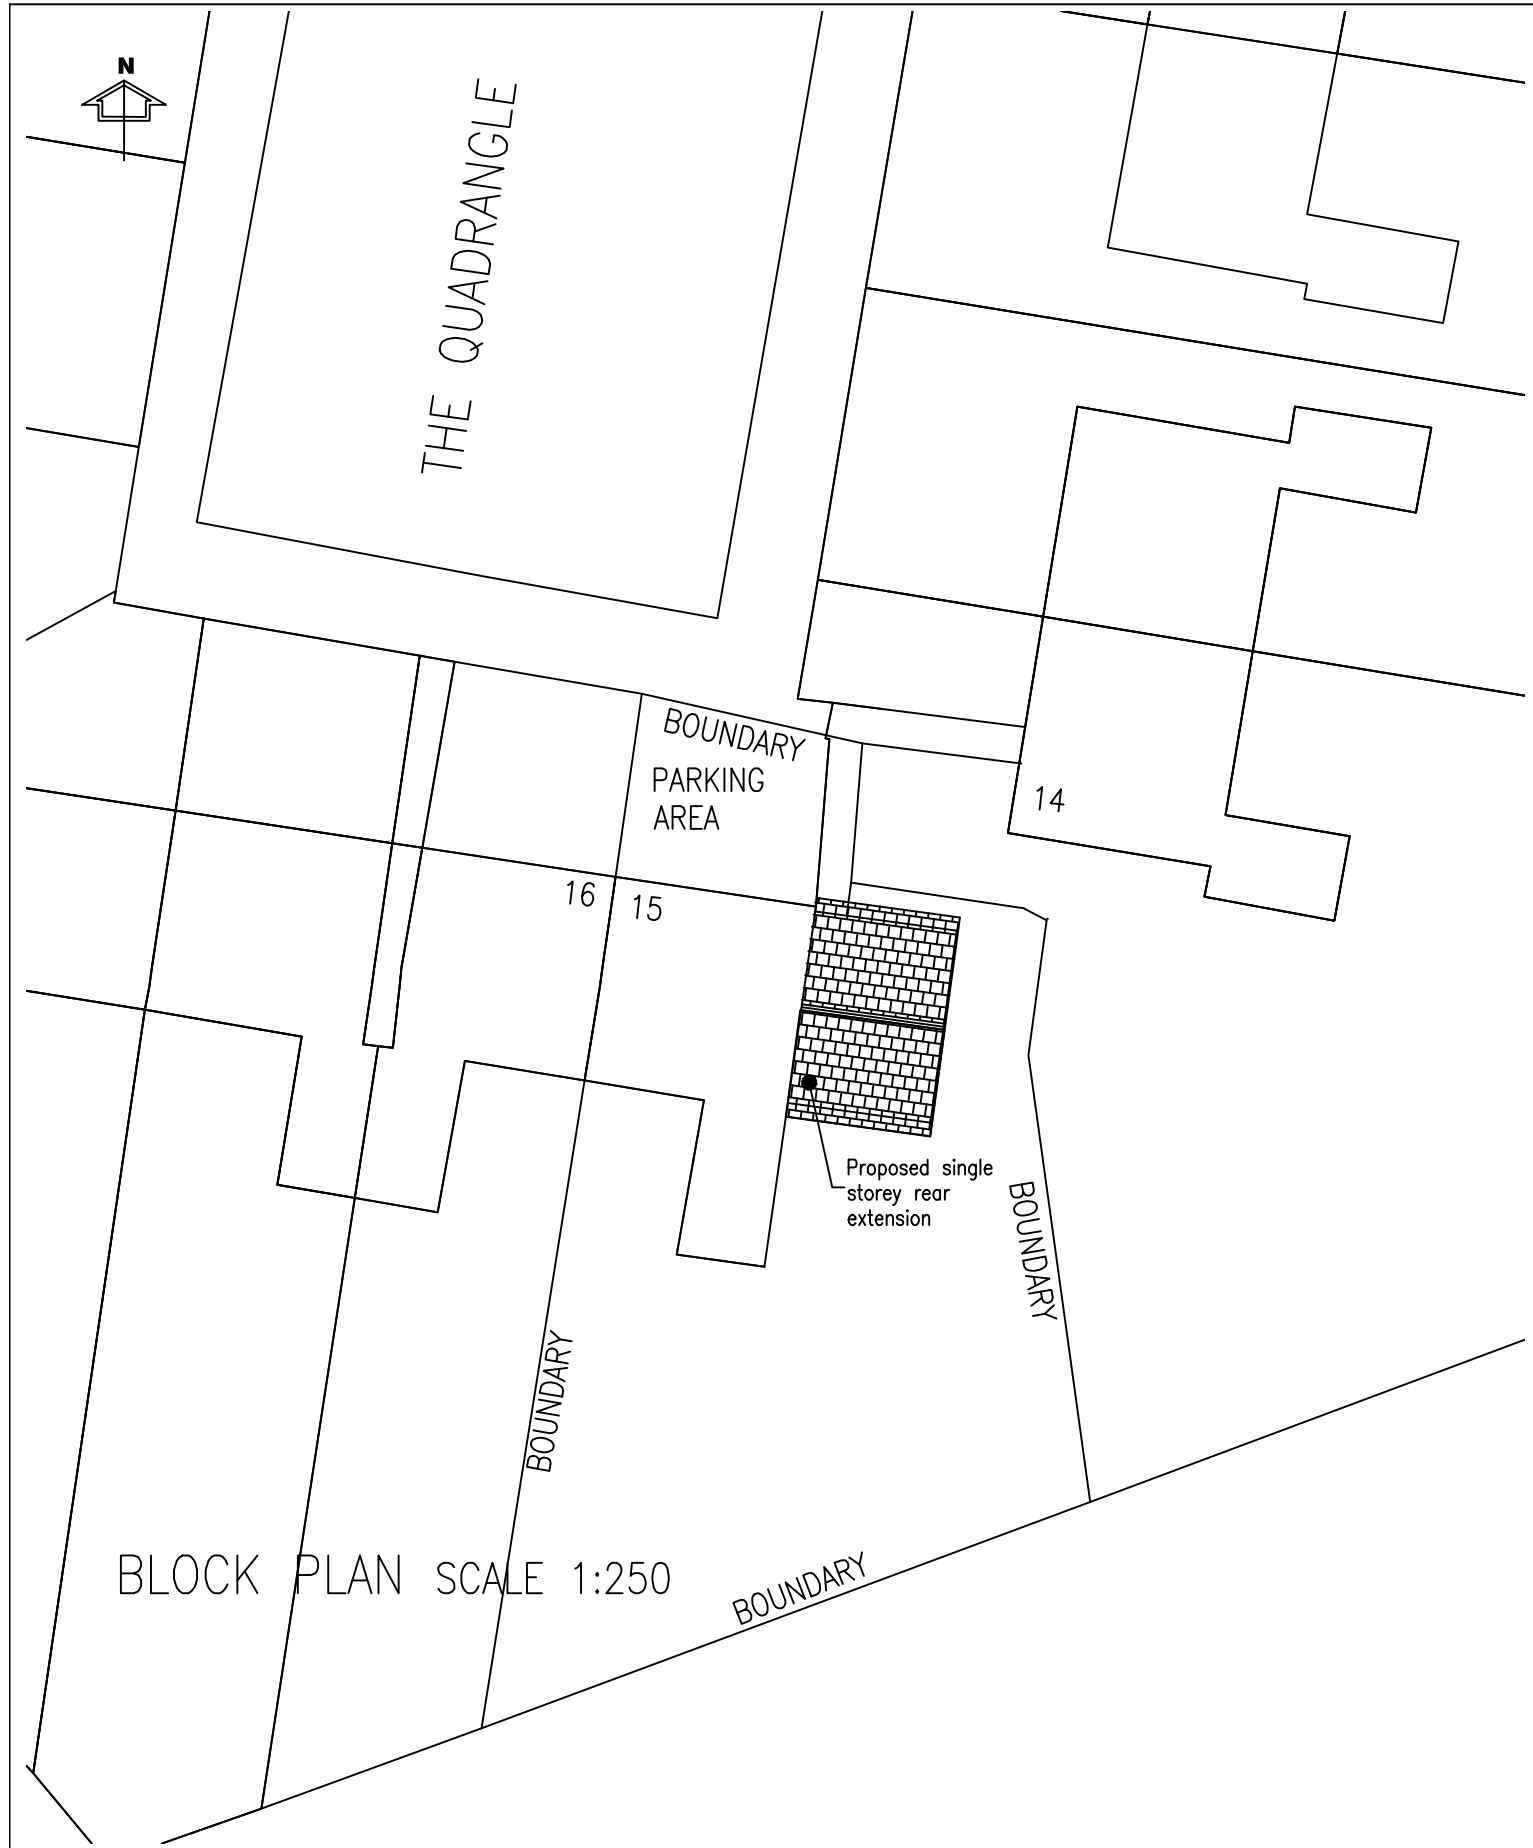 N
THE QUADRANGLE
BOUNDARY
PARKING
AREA
14
16
15
Proposed single
storey rear
extension
BOUNDARY
BOUNDARY
BLOCK PLAN SCALE 1:250
BOUNDARY